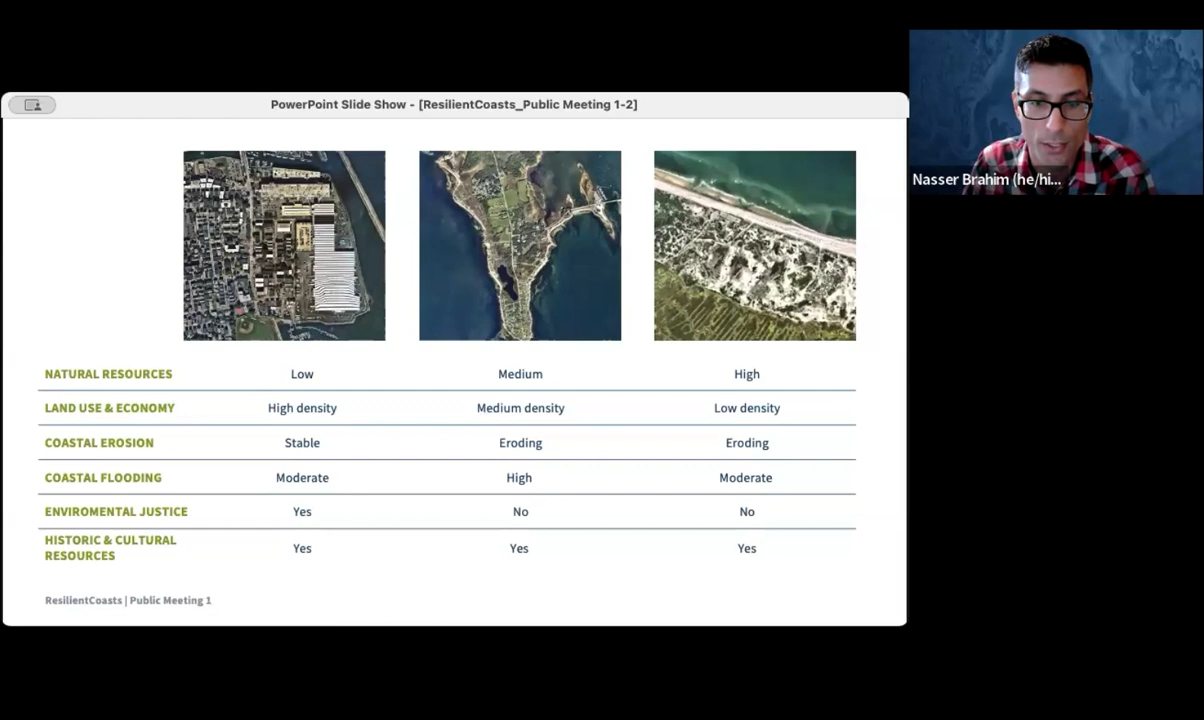 PowerPoint Slide Show - [ResilientCoasts_Public Meeting 1-2]
Nasser Brahim (he/hi...
NATURAL RESOURCES Low Medium High
LAND USE & ECONOMY High density Medium density Low density
COASTAL EROSION Stable Eroding Eroding
COASTAL FLOODING Moderate High Moderate
ENVIROMENTAL JUSTICE Yes No No
HISTORIC & CULTURAL
RESOURCES Yes Yes Yes
ResilientCoasts | Public Meeting 1